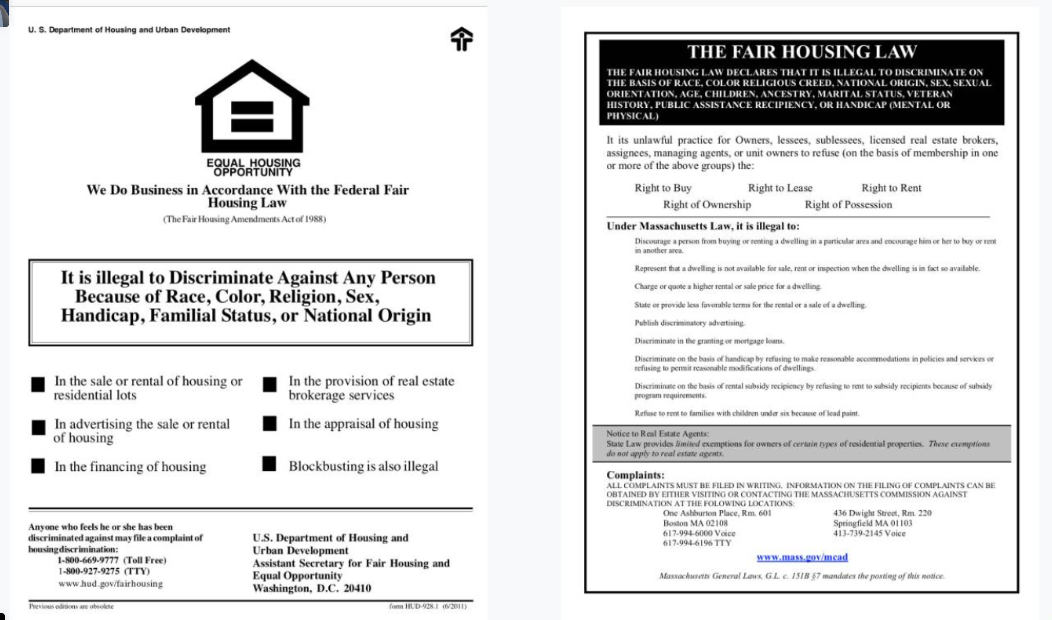 U. S. Department of Housing and Urban Development
EQUAL HOUSING
OPPORTUNITY
We Do Business in Accordance With the Federal Fair
Housing Law
(The Fair Housing Amendments Act of 1988)
It is illegal to Discriminate Against Any Person
Because of Race, Color, Religion, Sex,
Handicap, Familial Status, or National Origin
In the sale or rental of housing or
residential lots
In advertising the sale or rental
of housing
In the financing of housing
In the provision of real estate
brokerage services
In the appraisal of housing
Blockbusting is also illegal
Anyone who feels he or she has been
discriminated against may file a complaint of
housing discrimination:
1-800-669-9777 (Toll Free)
1-800-927-9275 (TTY)
www.hud.gov/fairhousing
U.S. Department of Housing and
Urban Development
Assistant Secretary for Fair Housing and
Equal Opportunity
Washington, D.C. 20410
Previous editions are obsolete
form HUD-928.1 (6/2011)
THE FAIR HOUSING LAW
THE FAIR HOUSING LAW DECLARES THAT IT IS ILLEGAL TO DISCRIMINATE ON
THE BASIS OF RACE, COLOR RELIGIOUS CREED, NATIONAL ORIGIN, SEX, SEXUAL
ORIENTATION, AGE, CHILDREN, ANCESTRY, MARITAL STATUS, VETERAN
HISTORY, PUBLIC ASSISTANCE RECIPIENCY, OR HANDICAP (MENTAL OR
PHYSICAL)
It its unlawful practice for Owners, lessees, sublessees, licensed real estate brokers,
assignees, managing agents, or unit owners to refuse (on the basis of membership in one
or more of the above groups) the:
Right to Buy Right to Lease Right to Rent
Right of Ownership Right of Possession
Under Massachusetts Law, it is illegal to:
Discourage a person from buying or renting a dwelling in a particular area and encourage him or her to buy or rent
in another area.
Represent that a dwelling is not available for sale, rent or inspection when the dwelling is in fact so available.
Charge or quote a higher rental or sale price for a dwelling.
State or provide less favorable terms for the rental or a sale of a dwelling.
Publish discriminatory advertising.
Discriminate in the granting or mortgage loans.
Discriminate on the basis of handicap by refusing to make reasonable accommodations in policies and services or
refusing to permit reasonable modifications of dwellings.
Discriminate on the basis of rental subsidy recipiency by refusing to rent to subsidy recipients because of subsidy
program requirements.
Refuse to rent to families with children under six because of lead paint.
Notice to Real Estate Agents:
State Law provides limited exemptions for owners of certain types of residential properties. These exemptions
do not apply to real estate agents.
Complaints:
ALL COMPLAINTS MUST BE FILED IN WRITING. INFORMATION ON THE FILING OF COMPLAINTS CAN BE
OBTAINED BY EITHER VISITING OR CONTACTING THE MASSACHUSETTS COMMISSION AGAINST
DISCRIMINATION AT THE FOLOWING LOCATIONS:
One Ashburton Place, Rm. 601
Boston MA 02108
617-994-6000 Voice
617-994-6196 TTY
436 Dwight Street, Rm. 220
Springfield MA 01103
413-739-2145 Voice
www.mass.gov/mcad
Massachusetts General Laws, G.L. c. 151B §7 mandates the posting of this notice.